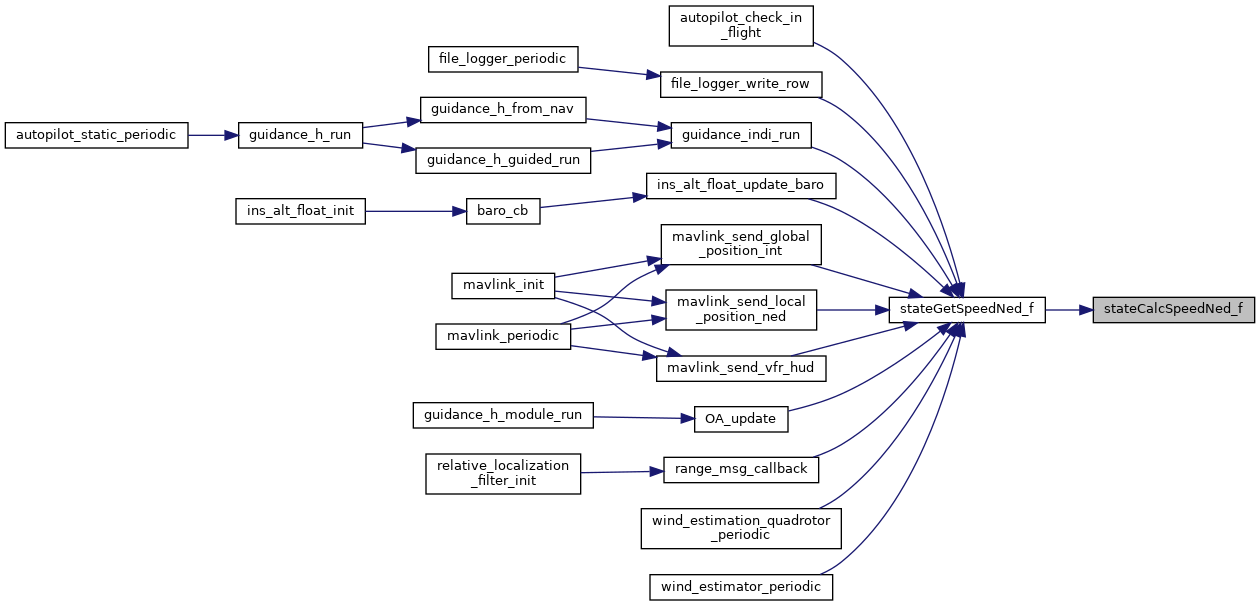 autopilot_check_in
_flight
file_logger_periodic
file_logger_write_row
guidance_h_from_nav
autopilot_static_periodic
guidance_h_run
guidance_indi_run
guidance_h_guided_run
ins_alt_float_update_baro
ins_alt_float_init
baro_cb
mavlink_send_global
_position_int
mavlink_init
mavlink_send_local
_position_ned
stateGetSpeedNed_f
stateCalcSpeedNed_f
mavlink_periodic
mavlink_send_vfr_hud
guidance_h_module_run
OA_update
relative_localization
_filter_init
range_msg_callback
wind_estimation_quadrotor
_periodic
wind_estimator_periodic